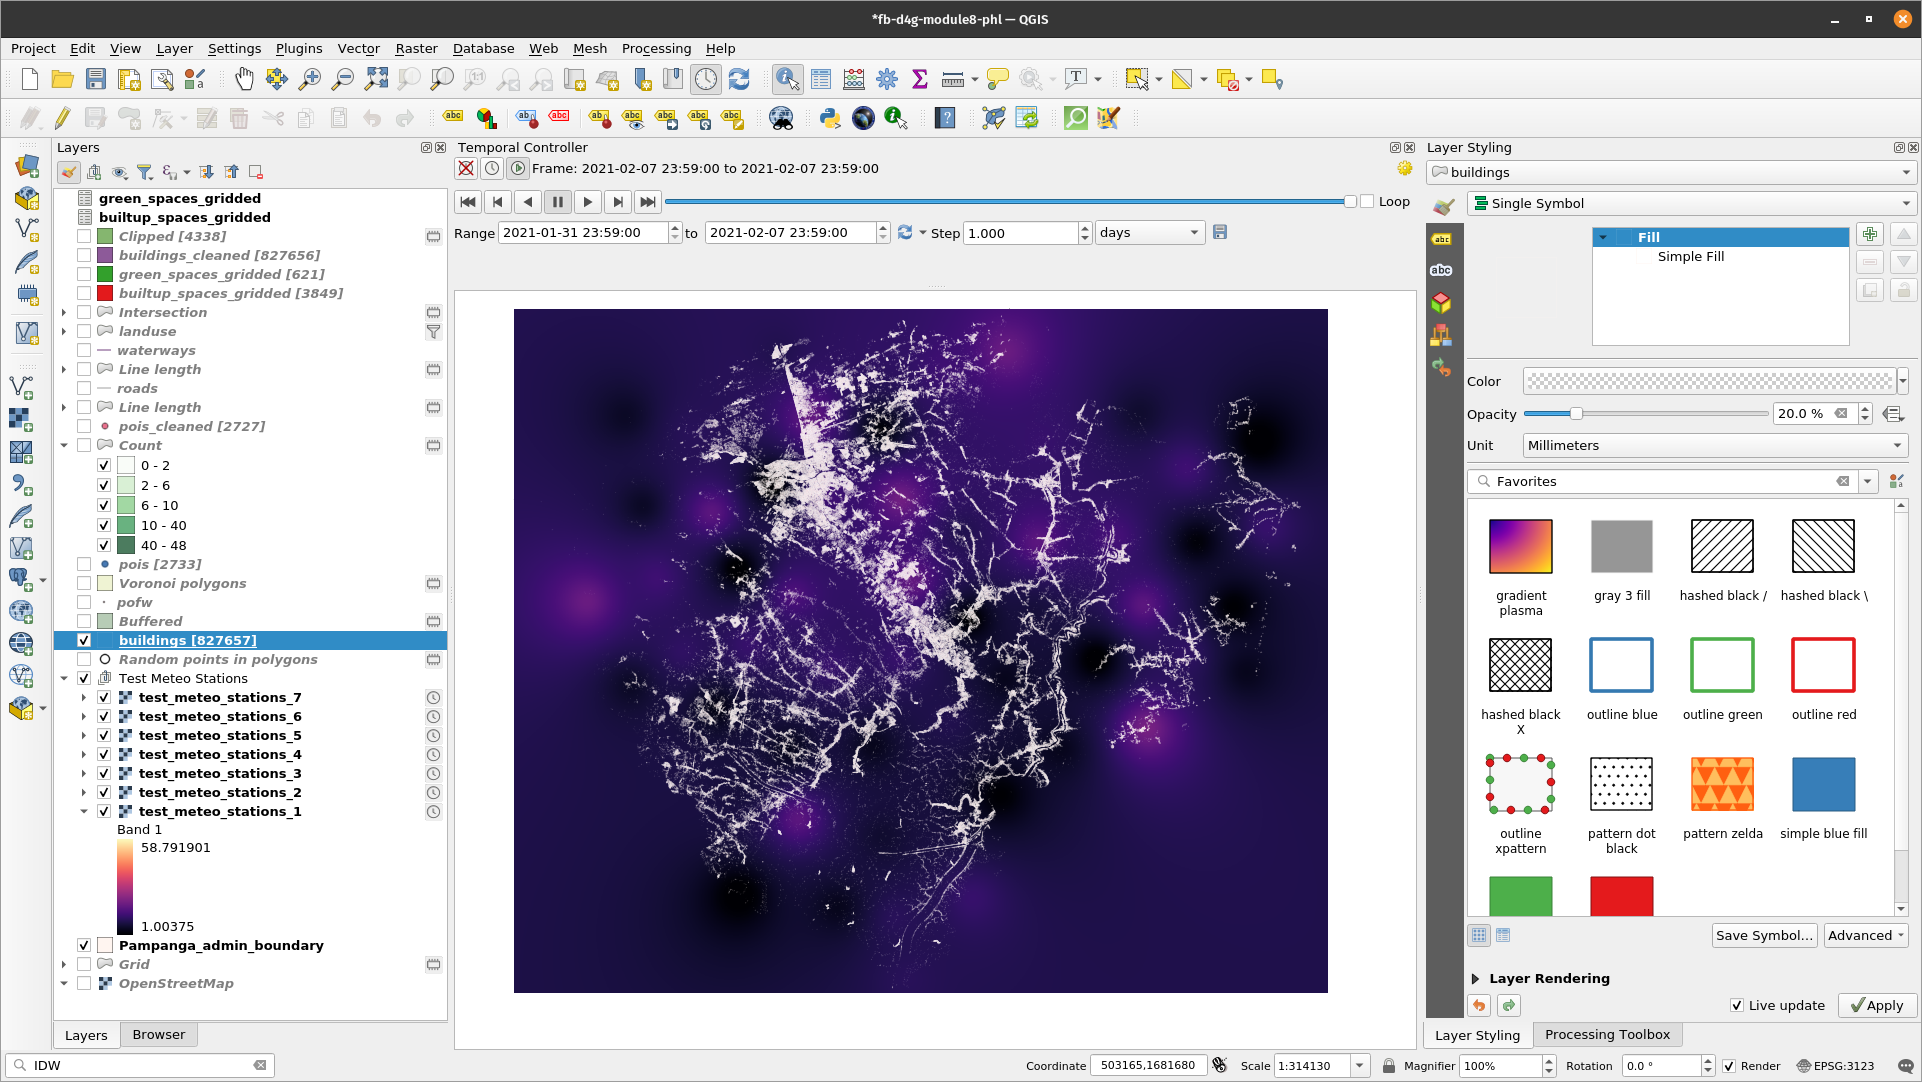 *fb-d4g-module8-phl — QGIS
Project Edit View Layer Settings Plugins Vector Raster Database Web Mesh Processing Help
Layers
green_spaces_gridded
builtup_spaces_gridded
Clipped [4338]
buildings_cleaned [827656]
green_spaces_gridded [621]
builtup_spaces_gridded [3849]
Intersection
landuse
waterways
Line length
roads
Line length
pois_cleaned [2727]
Count
0 - 2
2 - 6
6 - 10
10 - 40
40 - 48
pois [2733]
Voronoi polygons
pofw
Buffered
buildings [827657]
Random points in polygons
Test Meteo Stations
test_meteo_stations_7
test_meteo_stations_6
test_meteo_stations_5
test_meteo_stations_4
test_meteo_stations_3
test_meteo_stations_2
test_meteo_stations_1
Band 1
58.791901
1.00375
Pampanga_admin_boundary
Grid
OpenStreetMap
Layers Browser
Temporal Controller
Frame: 2021-02-07 23:59:00 to 2021-02-07 23:59:00
Loop
Range 2021-01-31 23:59:00 to 2021-02-07 23:59:00 Step 1.000 days
Layer Styling
buildings
Single Symbol
Fill
Simple Fill
Color
Opacity 20.0 %
Unit Millimeters
Favorites
gradient plasma
gray 3 fill
hashed black /
hashed black \
hashed black X
outline blue
outline green
outline red
outline xpattern
pattern dot black
pattern zelda
simple blue fill
Save Symbol... Advanced
Layer Rendering
Live update Apply
Layer Styling Processing Toolbox
IDW
Coordinate 503165,1681680 Scale 1:314130 Magnifier 100% Rotation 0.0 ° Render EPSG:3123